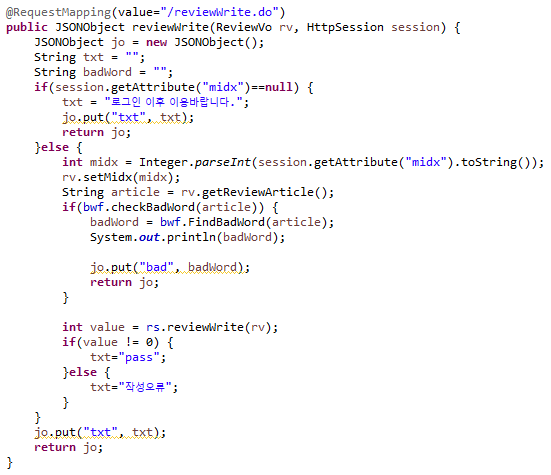 @RequestMapping(value="/reviewWrite.do")
public JSONObject reviewWrite(ReviewVo rv, HttpSession session) {
    JSONObject jo = new JSONObject();
    String txt = "";
    String badWord = "";
    if(session.getAttribute("midx")==null) {
        txt = "로그인 이후 이용바랍니다.";
        jo.put("txt", txt);
        return jo;
    }else {
        int midx = Integer.parseInt(session.getAttribute("midx").toString());
        rv.setMidx(midx);
        String article = rv.getReviewArticle();
        if(bwf.checkBadWord(article)) {
            badWord = bwf.FindBadWord(article);
            System.out.println(badWord);

            jo.put("bad", badWord);
            return jo;
        }

        int value = rs.reviewWrite(rv);
        if(value != 0) {
            txt="pass";
        }else {
            txt="작성오류";
        }
    }
    jo.put("txt", txt);
    return jo;
}